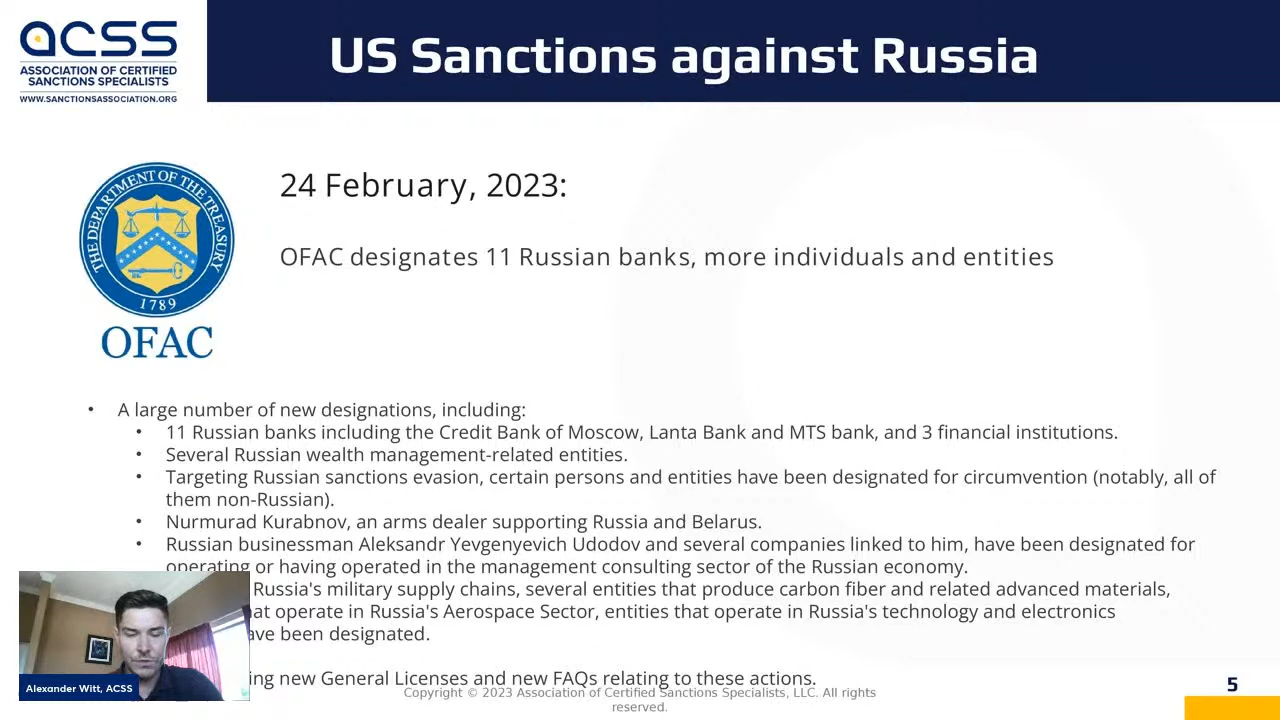 acss
ASSOCIATION OF CERTIFIED
SANCTIONS SPECIALISTS
WWW.SANCTIONSASSOCIATION.ORG
US Sanctions against Russia
THE DEPARTMENT OF THE TREASURY
1789
OFAC
24 February, 2023:
OFAC designates 11 Russian banks, more individuals and entities
• A large number of new designations, including:
• 11 Russian banks including the Credit Bank of Moscow, Lanta Bank and MTS bank, and 3 financial institutions.
• Several Russian wealth management-related entities.
• Targeting Russian sanctions evasion, certain persons and entities have been designated for circumvention (notably, all of
them non-Russian).
• Nurmurad Kurabnov, an arms dealer supporting Russia and Belarus.
• Russian businessman Aleksandr Yevgenyevich Udodov and several companies linked to him, have been designated for
operating or having operated in the management consulting sector of the Russian economy.
Russia's military supply chains, several entities that produce carbon fiber and related advanced materials,
hat operate in Russia's Aerospace Sector, entities that operate in Russia's technology and electronics
ave been designated.
ing new General Licenses and new FAQs relating to these actions.
Alexander Witt, ACSS
Copyright © 2023 Association of Certified Sanctions Specialists, LLC. All rights
reserved.
5